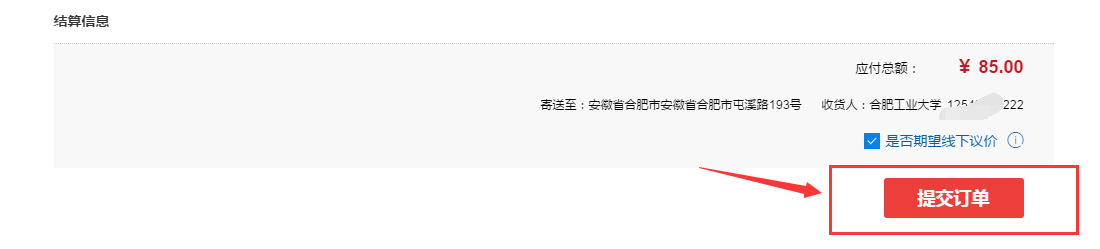 结算信息
应付总额： ¥ 85.00
寄送至：安徽省合肥市安徽省合肥市屯溪路193号 收货人：合肥工业大学 222
是否期望线下议价
提交订单